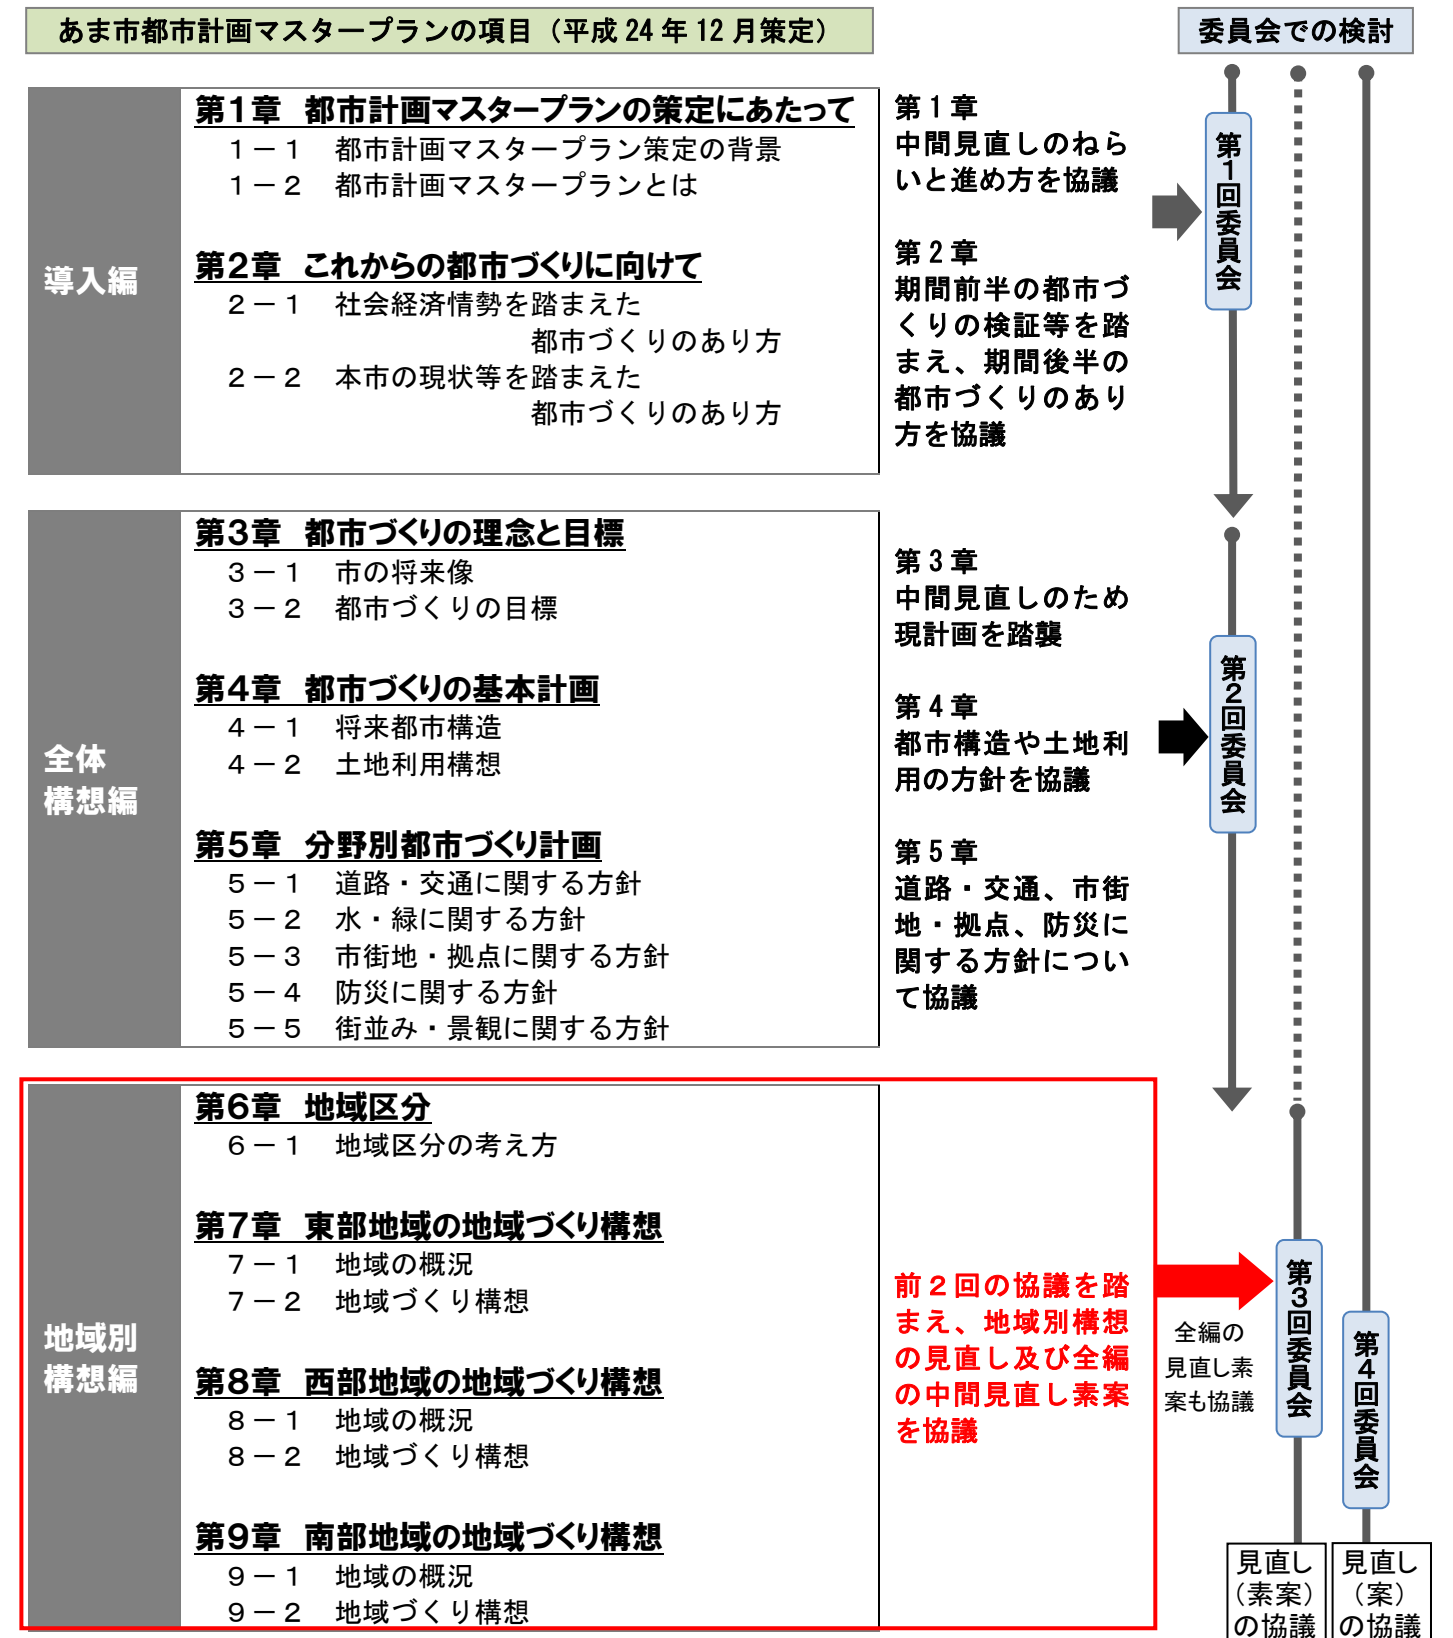 あま市都市計画マスタープランの項目（平成24年12月策定）
委員会での検討
導入編
第１章　都市計画マスタープランの策定にあたって
１－１　都市計画マスタープラン策定の背景
１－２　都市計画マスタープランとは
第２章　これからの都市づくりに向けて
２－１　社会経済情勢を踏まえた
都市づくりのあり方
２－２　本市の現状等を踏まえた
都市づくりのあり方
第１章
中間見直しのねら
いと進め方を協議
第２章
期間前半の都市づ
くりの検証等を踏
まえ、期間後半の
都市づくりのあり
方を協議
第１回委員会
全体
構想編
第３章　都市づくりの理念と目標
３－１　市の将来像
３－２　都市づくりの目標
第４章　都市づくりの基本計画
４－１　将来都市構造
４－２　土地利用構想
第５章　分野別都市づくり計画
５－１　道路・交通に関する方針
５－２　水・緑に関する方針
５－３　市街地・拠点に関する方針
５－４　防災に関する方針
５－５　街並み・景観に関する方針
第３章
中間見直しのため
現計画を踏襲
第４章
都市構造や土地利
用の方針を協議
第５章
道路・交通、市街
地・拠点、防災に
関する方針につい
て協議
第２回委員会
地域別
構想編
第６章　地域区分
６－１　地域区分の考え方
第７章　東部地域の地域づくり構想
７－１　地域の概況
７－２　地域づくり構想
第８章　西部地域の地域づくり構想
８－１　地域の概況
８－２　地域づくり構想
第９章　南部地域の地域づくり構想
９－１　地域の概況
９－２　地域づくり構想
前２回の協議を踏
まえ、地域別構想
の見直し及び全編
の中間見直し素案
を協議
全編の
見直し素
案も協議
第３回委員会
第４回委員会
見直し
（素案）
の協議
見直し
（案）
の協議